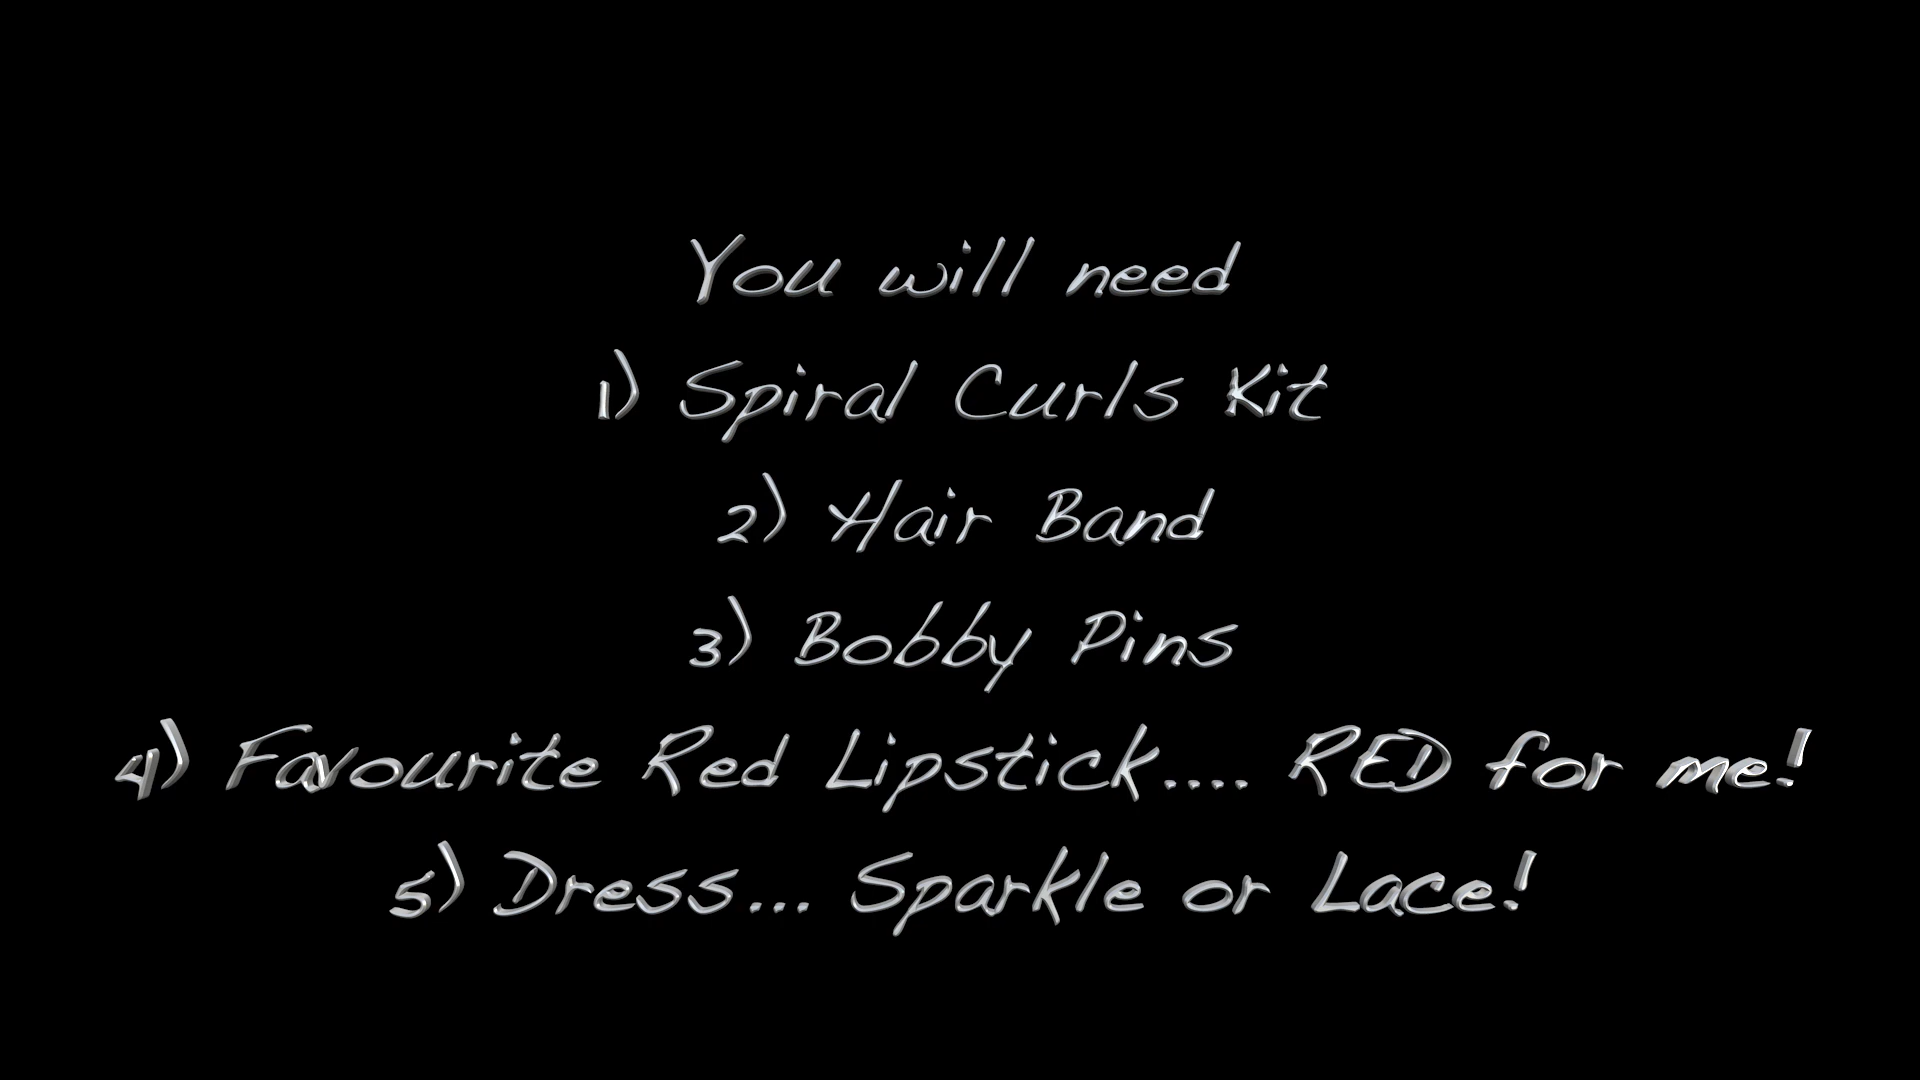 You will need
1) Spiral Curls Kit
2) Hair Band
3) Bobby Pins
4) Favourite Red Lipstick.... RED for me!
5) Dress... Sparkle or Lace!